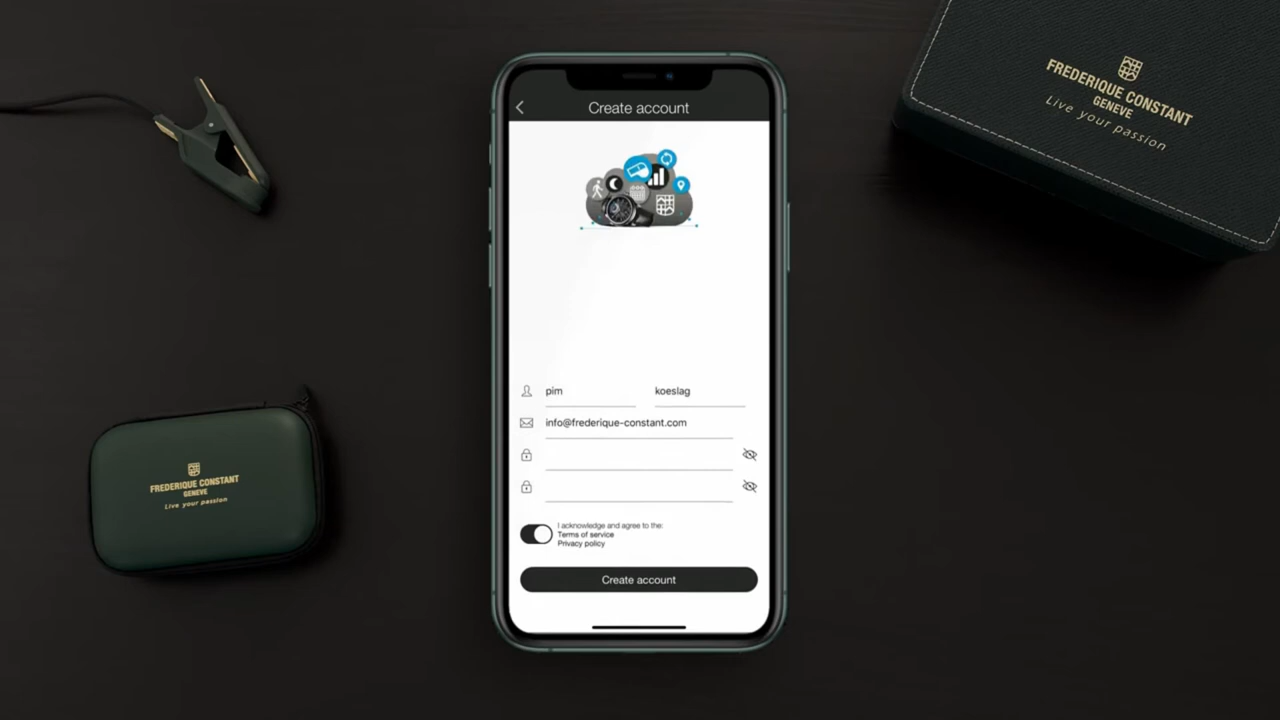 Create account
pim koeslag
info@frederique-constant.com
I acknowledge and agree to the:
Terms of service
Privacy policy
Create account
FREDERIQUE CONSTANT
GENEVE
Live your passion
FREDERIQUE CONSTANT
GENEVE
Live your passion